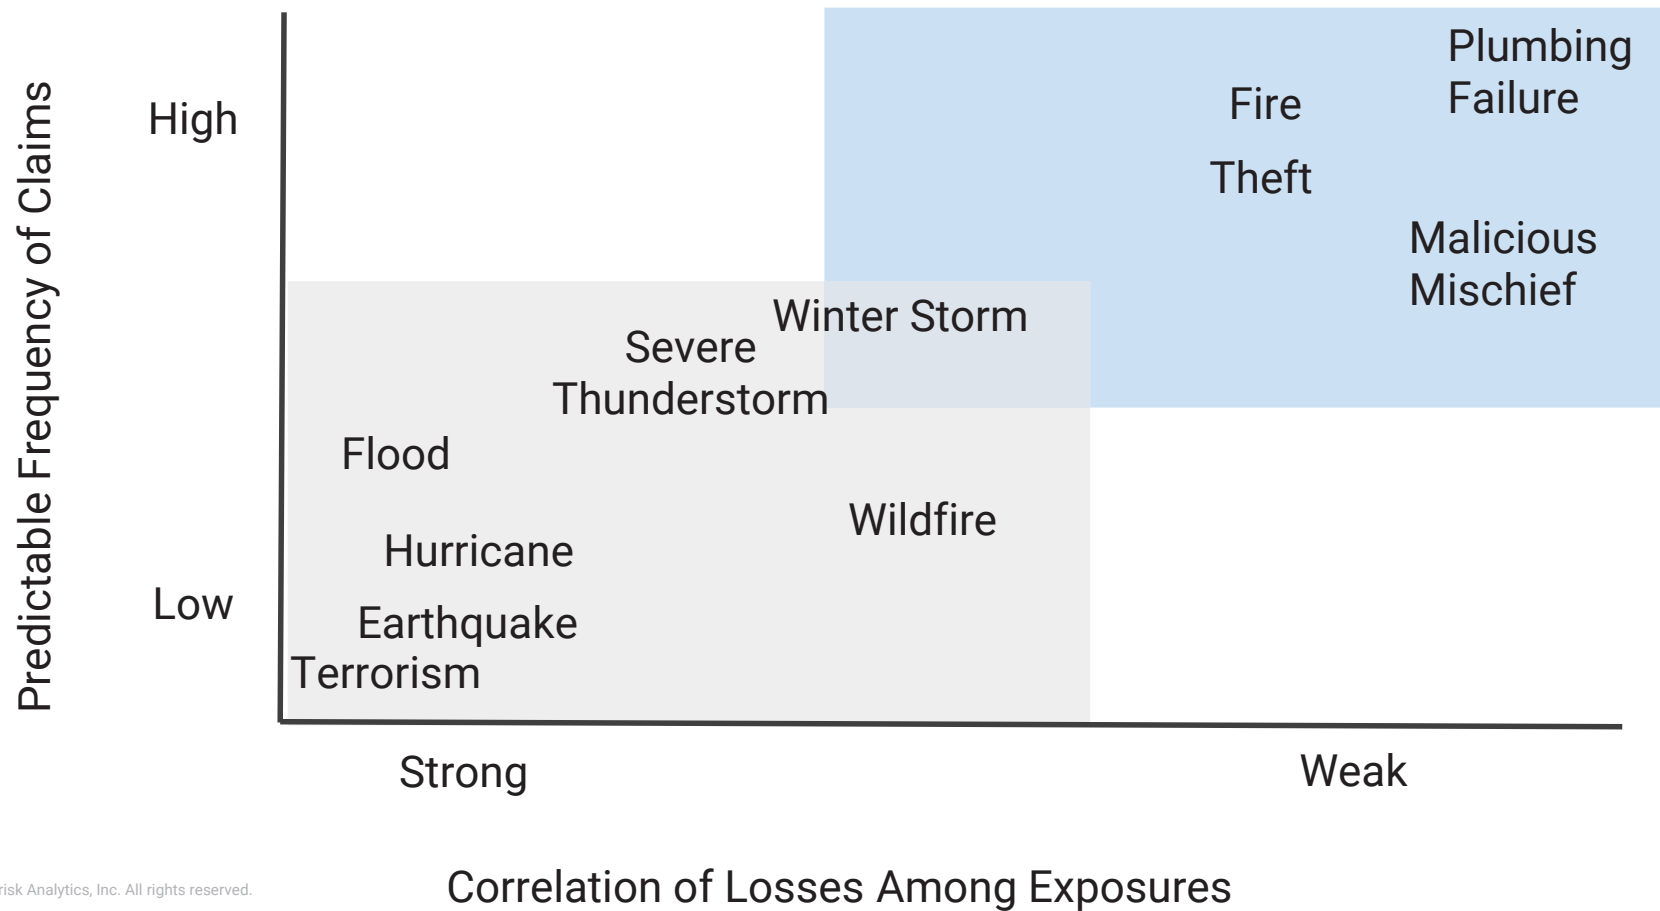 Predictable Frequency of Claims
High
Low
Plumbing
Failure
Fire
Theft
Malicious
Mischief
Winter Storm
Severe
Thunderstorm
Flood
Wildfire
Hurricane
Earthquake
Terrorism
Strong
Weak
Correlation of Losses Among Exposures
risk Analytics, Inc. All rights reserved.